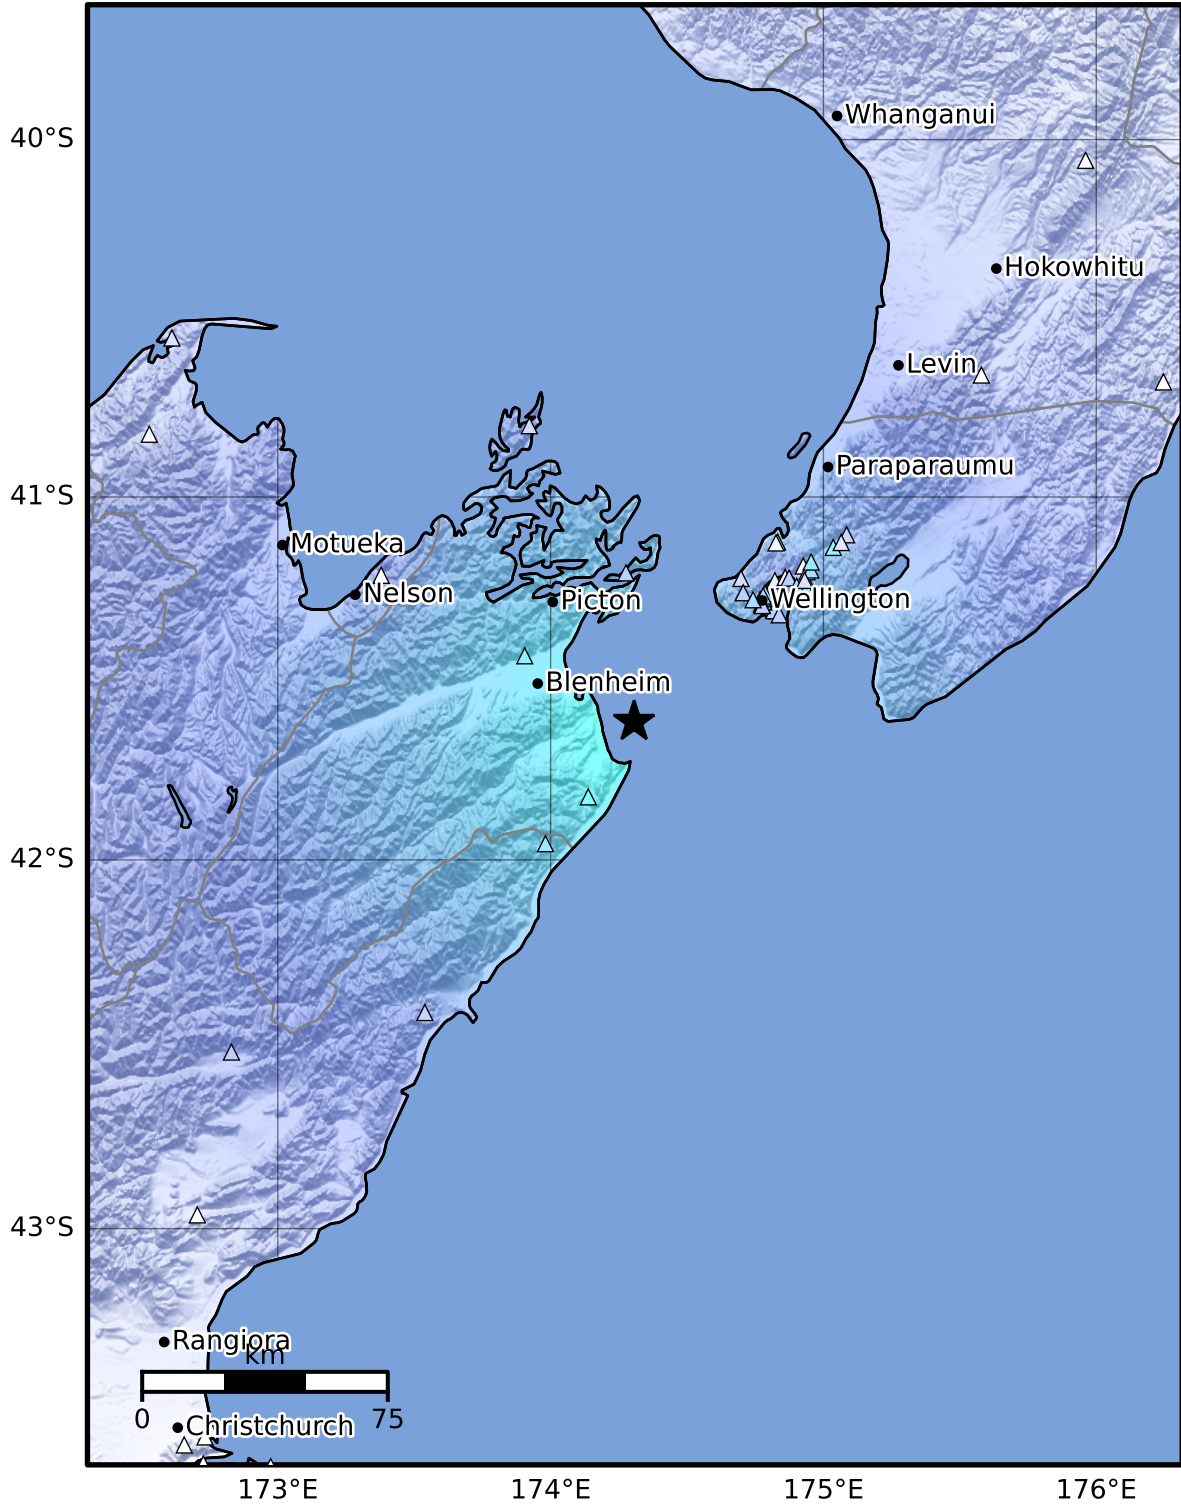 Whanganui
40°S
Hokowhitu
Levin
Paraparaumu
41°S
Motueka
Nelson
Picton
Wellington
Blenheim
42°S
43°S
Rangiora
km
0
75
Christchurch
173°E
174°E
175°E
176°E